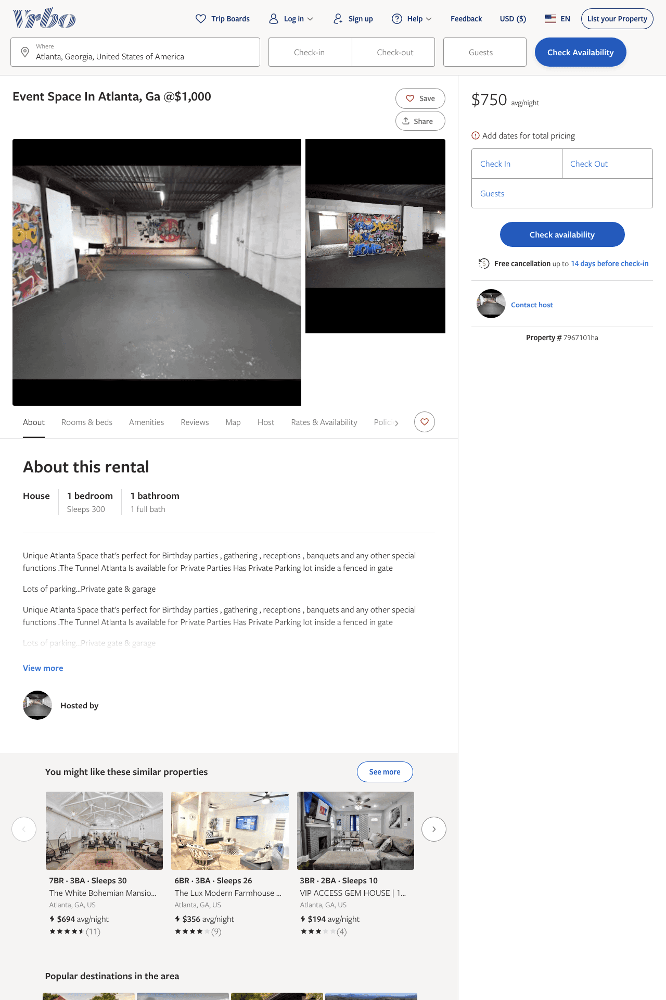 Vrbo
Trip Boards
Log in
Sign up
Help
Feedback
USD ($)
EN
List your Property
Where
Atlanta, Georgia, United States of America
Check-in
Check-out
Guests
Check Availability
Event Space In Atlanta, Ga @$1,000
Save
Share
$750 avg/night
Add dates for total pricing
Check In
Check Out
Guests
Check availability
Free cancellation up to 14 days before check-in
Contact host
Property # 7967101ha
Music
Love
About
Rooms & beds
Amenities
Reviews
Map
Host
Rates & Availability
About this rental
House
1 bedroom
Sleeps 300
1 bathroom
1 full bath
Unique Atlanta Space that's perfect for Birthday parties , gathering , receptions , banquets and any other special
functions .The Tunnel Atlanta Is available for Private Parties Has Private Parking lot inside a fenced in gate
Lots of parking...Private gate & garage
Unique Atlanta Space that's perfect for Birthday parties , gathering , receptions , banquets and any other special
functions .The Tunnel Atlanta Is available for Private Parties Has Private Parking lot inside a fenced in gate
Lots of parking...Private gate & garage
View more
Hosted by
You might like these similar properties
See more
7BR · 3BA · Sleeps 30
The White Bohemian Mansio...
Atlanta, GA, US
$694 avg/night
(11)
6BR · 3BA · Sleeps 26
The Lux Modern Farmhouse ...
Atlanta, GA, US
$356 avg/night
(9)
3BR · 2BA · Sleeps 10
VIP ACCESS GEM HOUSE | 1...
Atlanta, GA, US
$194 avg/night
(4)
Popular destinations in the area